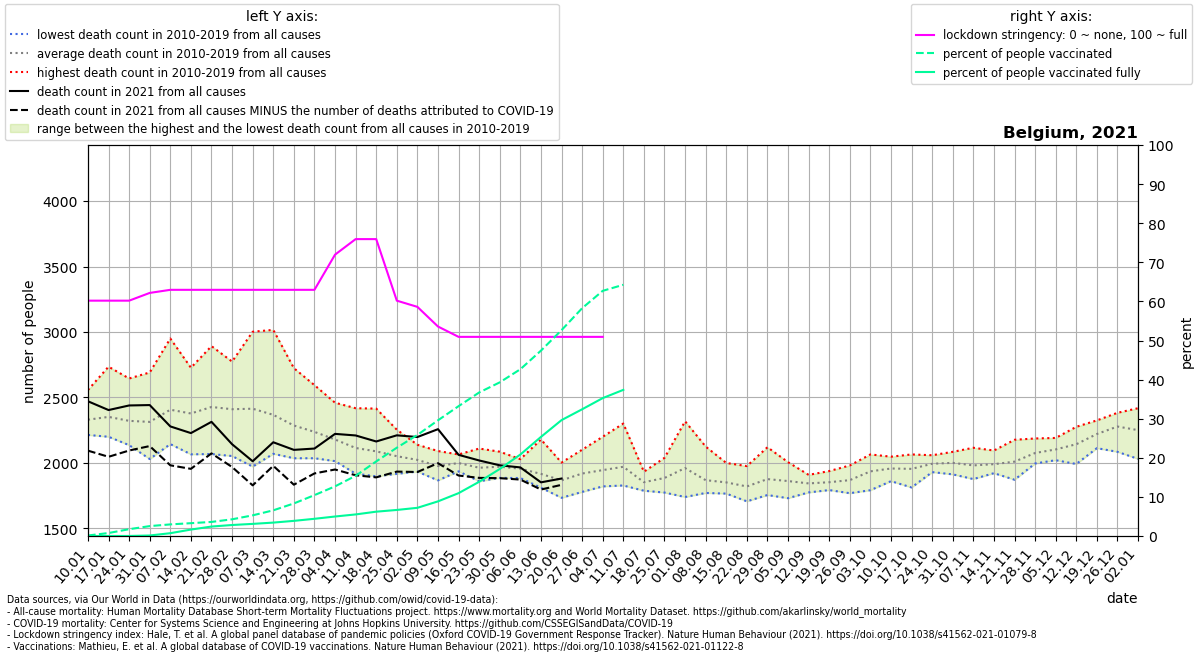 left Y axis:
lowest death count in 2010-2019 from all causes
average death count in 2010-2019 from all causes
highest death count in 2010-2019 from all causes
death count in 2021 from all causes
death count in 2021 from all causes MINUS the number of deaths attributed to COVID-19
range between the highest and the lowest death count from all causes in 2010-2019
right Y axis:
lockdown stringency: 0 ~ none, 100 ~ full
percent of people vaccinated
percent of people vaccinated fully
Belgium, 2021
number of people
4000
3500
3000
2500
2000
1500
100
90
80
70
60
50
40
30
20
10
0
percent
10.01 17.01 24.01 31.01 07.02 14.02 21.02 28.02 07.03 14.03 21.03 28.03 04.04 11.04 18.04 25.04 02.05 09.05 16.05 23.05 30.05 06.06 13.06 20.06 27.06 04.07 11.07 18.07 25.07 01.08 08.08 15.08 22.08 29.08 05.09 12.09 19.09 26.09 03.10 10.10 17.10 24.10 31.10 07.11 14.11 21.11 28.11 05.12 12.12 19.12 26.12 02.01
date
Data sources, via Our World in Data (https://ourworldindata.org, https://github.com/owid/covid-19-data):
- All-cause mortality: Human Mortality Database Short-term Mortality Fluctuations project. https://www.mortality.org and World Mortality Dataset. https://github.com/akarlinsky/world_mortality
- COVID-19 mortality: Center for Systems Science and Engineering at Johns Hopkins University. https://github.com/CSSEGISandData/COVID-19
- Lockdown stringency index: Hale, T. et al. A global panel database of pandemic policies (Oxford COVID-19 Government Response Tracker). Nature Human Behaviour (2021). https://doi.org/10.1038/s41562-021-01079-8
- Vaccinations: Mathieu, E. et al. A global database of COVID-19 vaccinations. Nature Human Behaviour (2021). https://doi.org/10.1038/s41562-021-01122-8